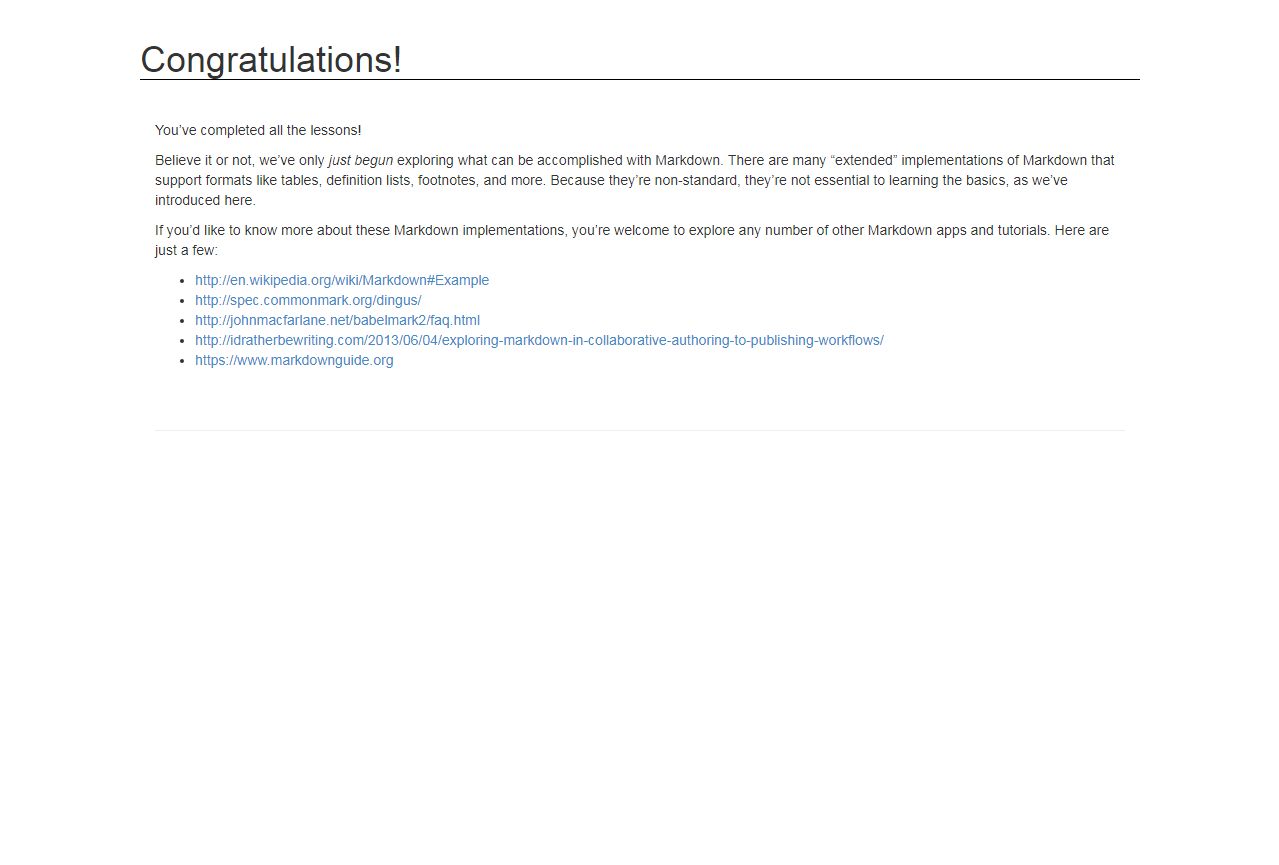 Congratulations!
You’ve completed all the lessons!
Believe it or not, we’ve only just begun exploring what can be accomplished with Markdown. There are many “extended” implementations of Markdown that
support formats like tables, definition lists, footnotes, and more. Because they’re non-standard, they’re not essential to learning the basics, as we’ve
introduced here.
If you’d like to know more about these Markdown implementations, you’re welcome to explore any number of other Markdown apps and tutorials. Here are
just a few:
• http://en.wikipedia.org/wiki/Markdown#Example
• http://spec.commonmark.org/dingus/
• http://johnmacfarlane.net/babelmark2/faq.html
• http://idratherbewriting.com/2013/06/04/exploring-markdown-in-collaborative-authoring-to-publishing-workflows/
• https://www.markdownguide.org